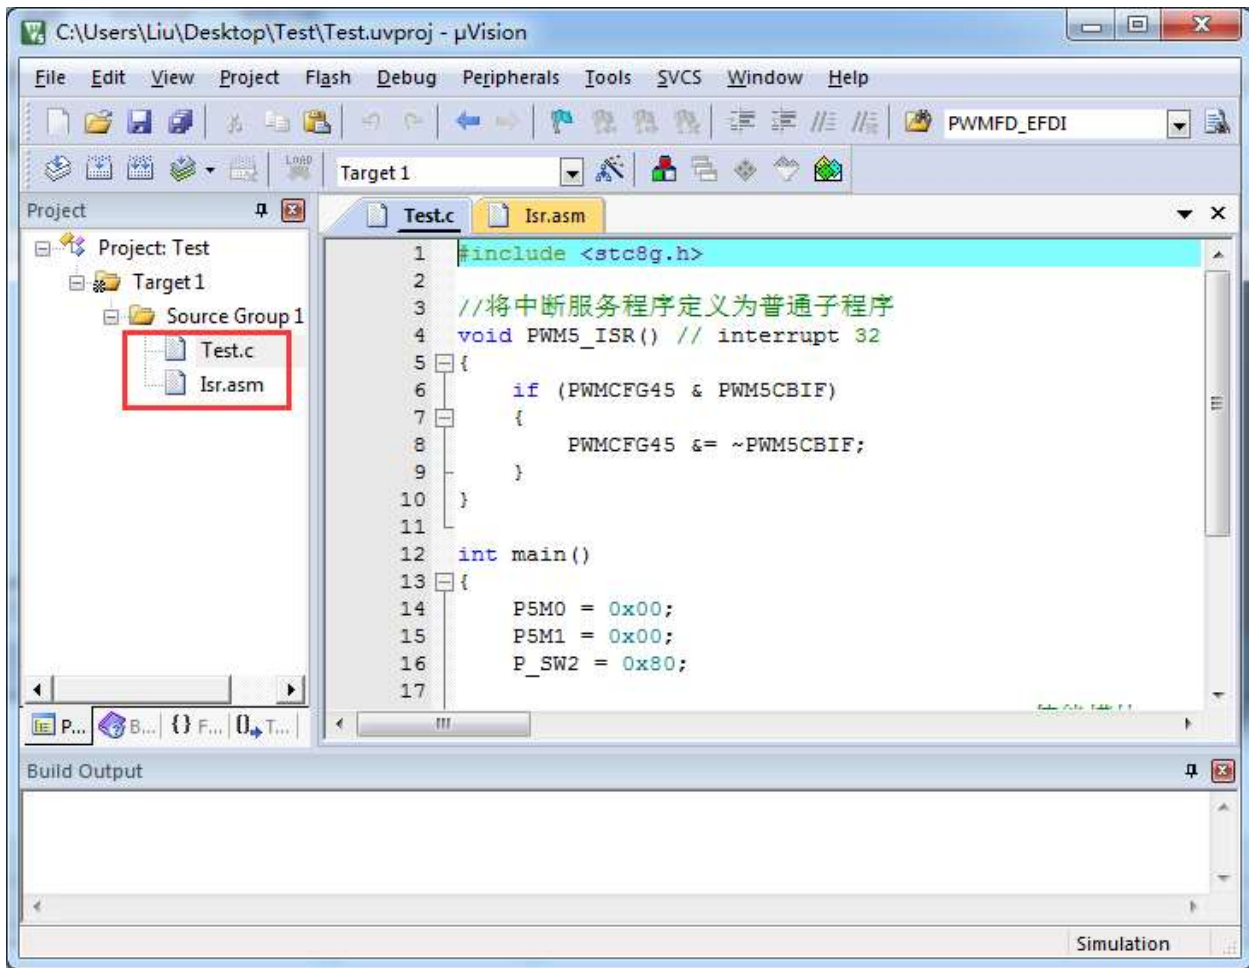 C:\Users\Liu\Desktop\Test\Test.uvproj - µVision
File Edit View Project Flash Debug Peripherals Tools SVCS Window Help
PWMFD_EFDI
LOAD Target 1
Project
Project: Test
Target 1
Source Group 1
Test.c
Isr.asm
P... B... {} F... 0 T...
Test.c Isr.asm
1 #include <stc8g.h>
2
3 //将中断服务程序定义为普通子程序
4 void PWM5_ISR() // interrupt 32
5 {
6 if (PWMCFG45 & PWM5CBIF)
7 {
8 PWMCFG45 &= ~PWM5CBIF;
9 }
10 }
11
12 int main()
13 {
14 P5M0 = 0x00;
15 P5M1 = 0x00;
16 P_SW2 = 0x80;
17
Build Output
Simulation